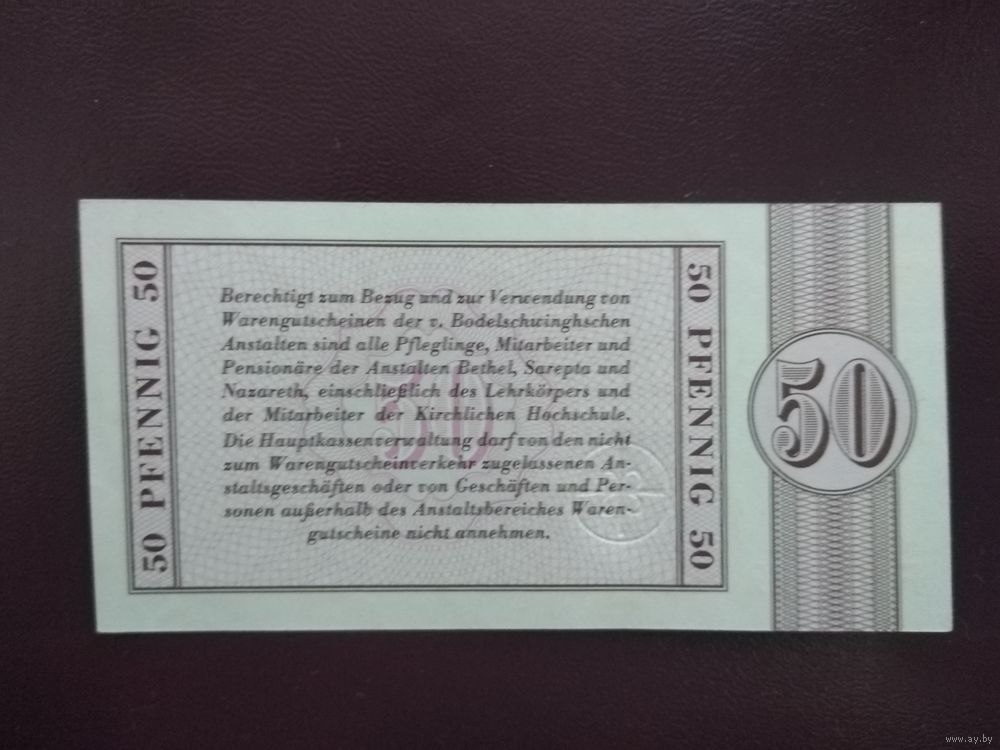 50 PFENNIG 50
Berechtigt zum Bezug und zur Verwendung von
Warengutscheinen der v. Bodelschwinghschen
Anstalten sind alle Pfleglinge, Mitarbeiter und
Pensionäre der Anstalten Bethel, Sarepta und
Nazareth, einschließlich des Lehrkörpers und
der Mitarbeiter der Kirchlichen Hochschule.
Die Hauptkassenverwaltung darf von den nicht
zum Warengutscheinverkehr zugelassenen An-
staltsgeschäften oder von Geschäften und Per-
sonen außerhalb des Anstaltsbereiches Waren-
gutscheine nicht annehmen.
50
50 PFENNIG 50
50
www.ay.by